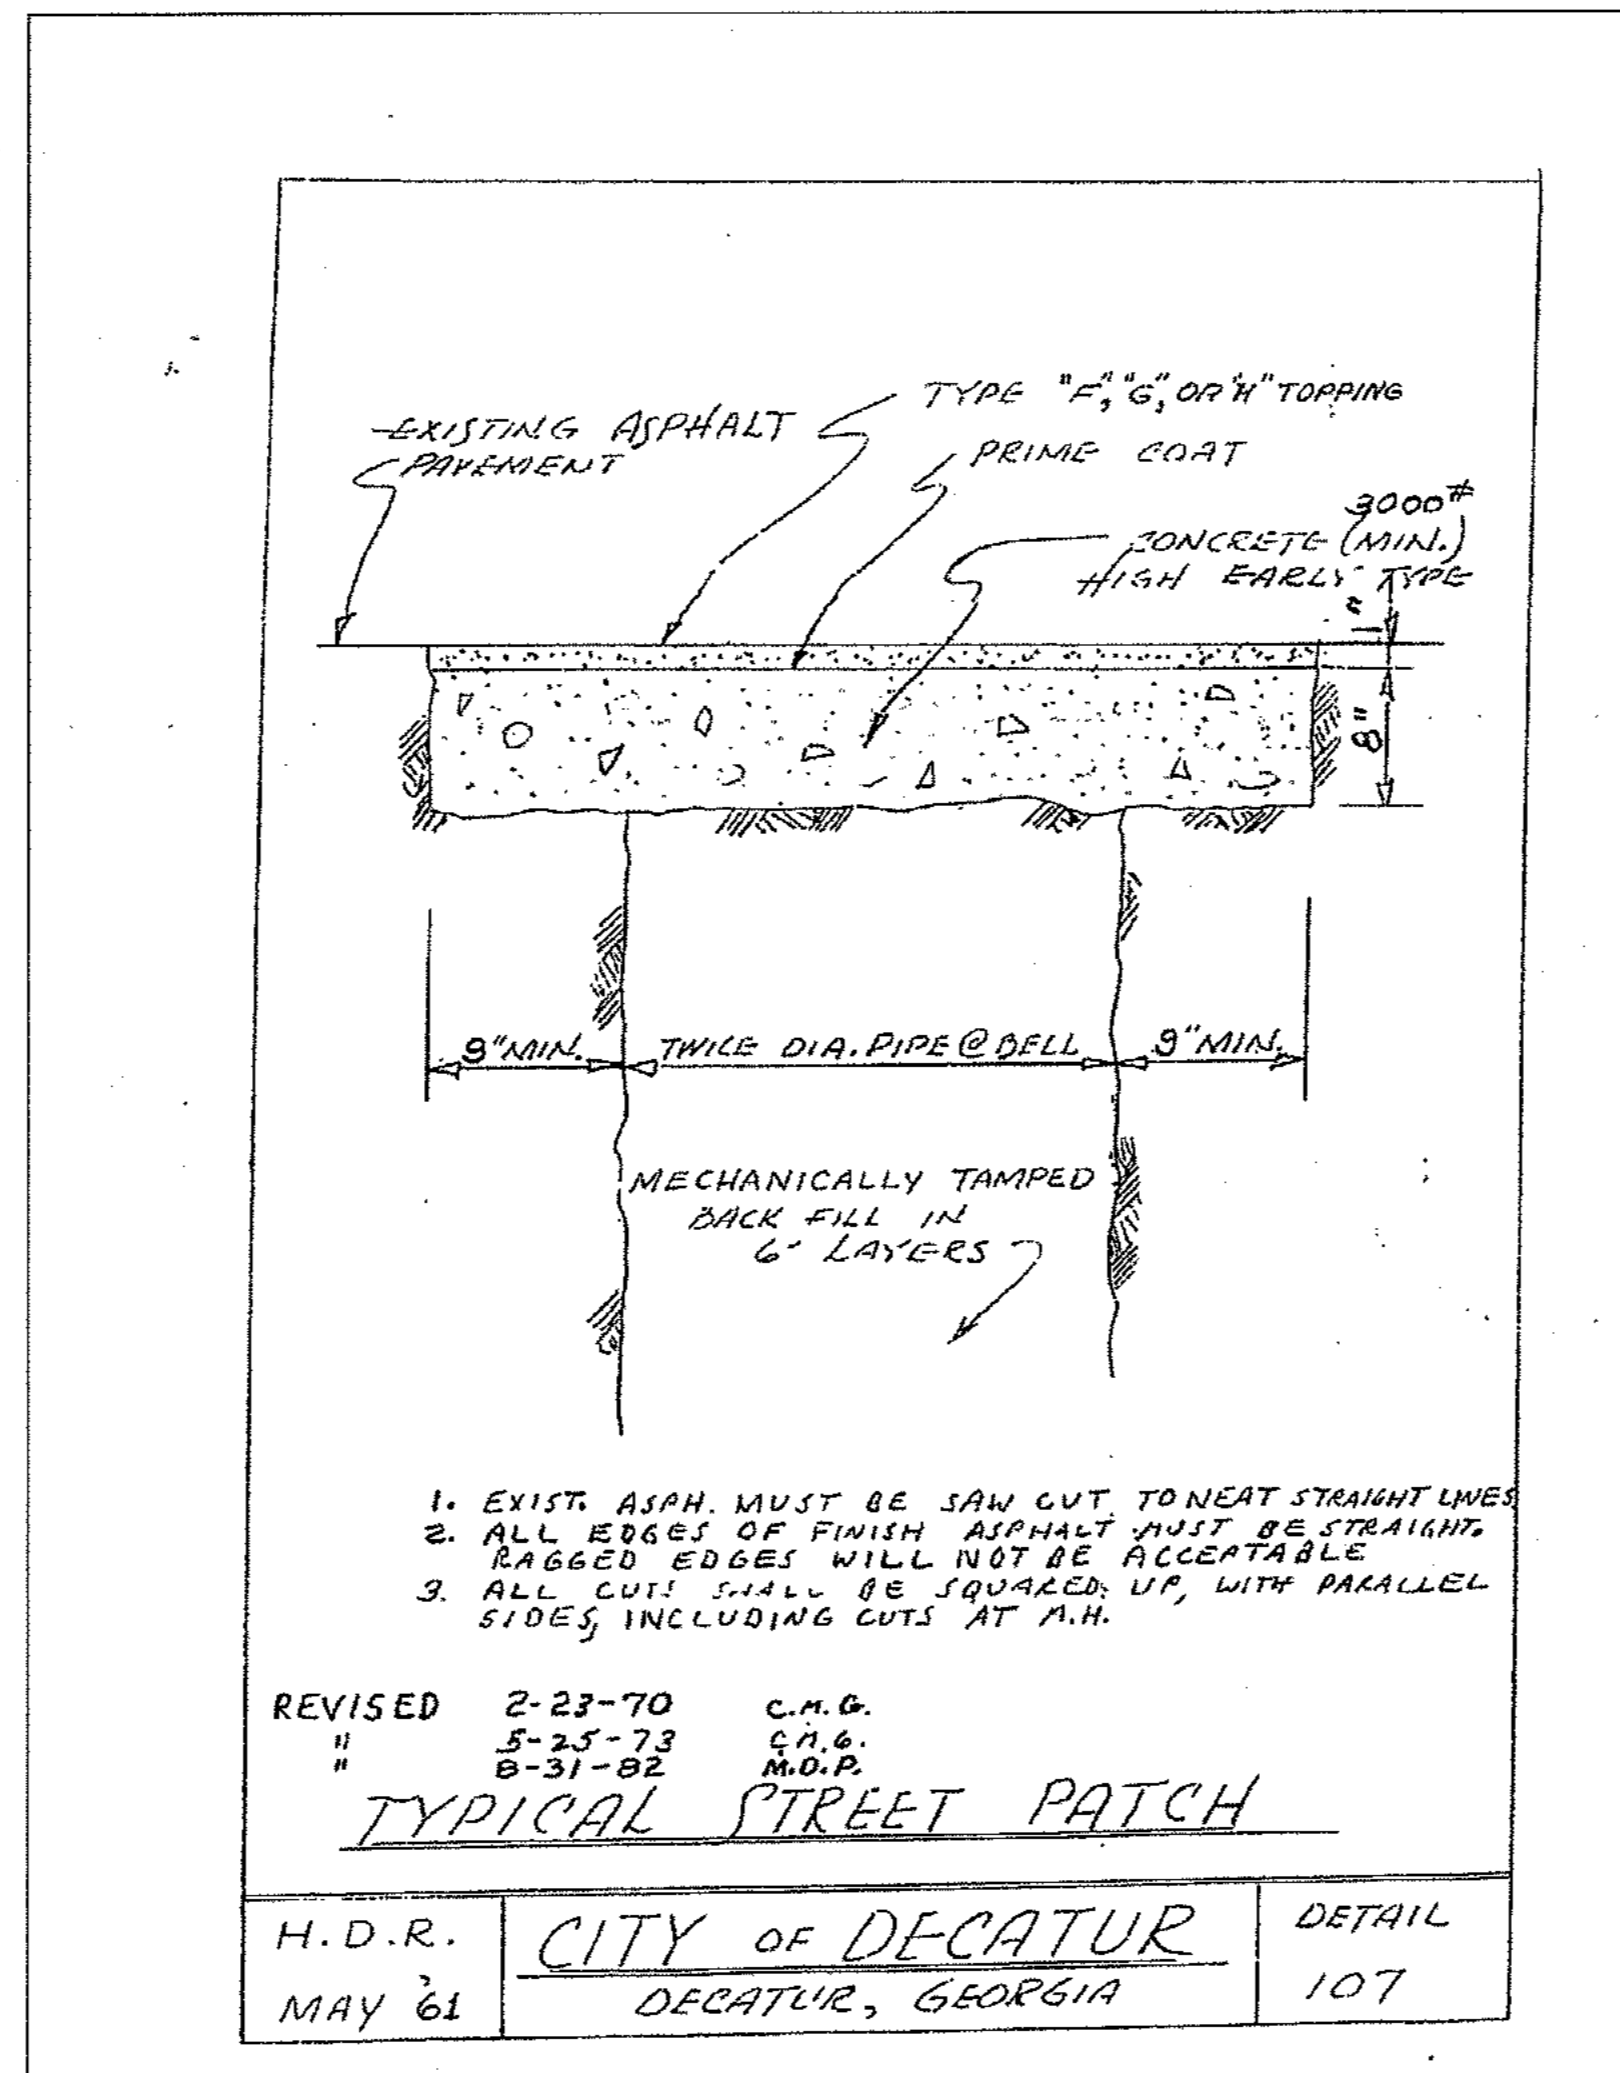 TYPE "F", "G", OR "H" TOPPING
EXISTING ASPHALT
PAVEMENT
PRIME COAT
3000#
CONCRETE (MIN.)
HIGH EARLY TYPE
1"
8"
9" MIN.
TWICE DIA. PIPE @ BELL
9" MIN.
MECHANICALLY TAMPED
BACK FILL IN
6" LAYERS
1. EXIST. ASPH. MUST BE SAW CUT TO NEAT STRAIGHT LINES
2. ALL EDGES OF FINISH ASPHALT MUST BE STRAIGHT.
RAGGED EDGES WILL NOT BE ACCEPTABLE
3. ALL CUTS SHALL BE SQUARED UP, WITH PARALLEL
SIDES, INCLUDING CUTS AT M.H.
REVISED 2-23-70 C.M.G.
" 5-25-73 C.M.G.
" 8-31-82 M.D.P.
TYPICAL STREET PATCH
H.D.R.
MAY '61
CITY OF DECATUR
DECATUR, GEORGIA
DETAIL
107